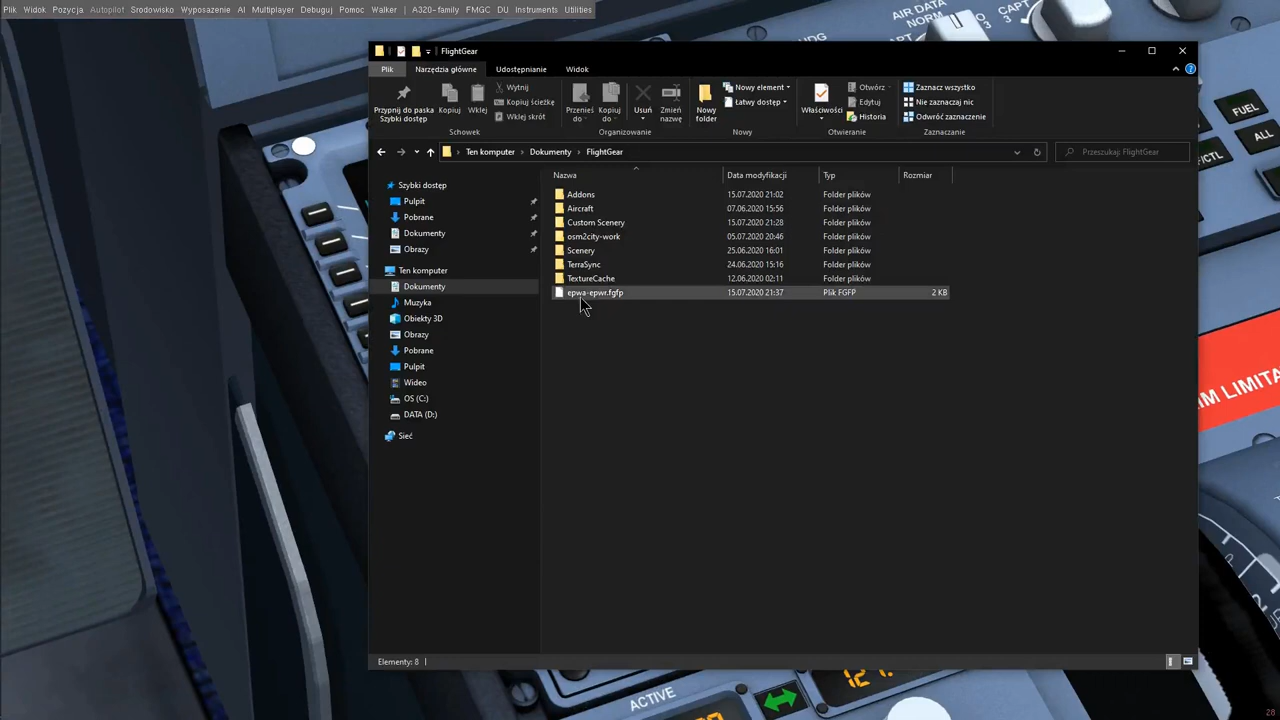 Plik Widok Pozycja Autopilot Środowisko Wyposazenie AI Multiplayer Debuguj Pomoc Walker | A320-family FMGC DU Instruments Utilities
FlightGear
Plik Narzędzia główne Udostępnianie Widok
Przypnij do paska Szybki dostęp
Kopiuj
Wklej
Wytnij
Kopiuj ścieżkę
Wklej skrót
Schowek
Przenieś do
Kopiuj do
Usuń
Zmień nazwę
Organizowanie
Nowy folder
Nowy element
Łatwy dostęp
Nowy
Właściwości
Otwórz
Edytuj
Historia
Otwieranie
Zaznacz wszystko
Nie zaznaczaj nic
Odwróć zaznaczenie
Zaznaczanie
Ten komputer > Dokumenty > FlightGear
Przeszukaj: FlightGear
Szybki dostęp
Pulpit
Pobrane
Dokumenty
Obrazy
Ten komputer
Dokumenty
Muzyka
Obiekty 3D
Obrazy
Pobrane
Pulpit
Wideo
OS (C:)
DATA (D:)
Sieć
Nazwa Data modyfikacji Typ Rozmiar
Addons 15.07.2020 21:02 Folder plików
Aircraft 07.06.2020 15:56 Folder plików
Custom Scenery 15.07.2020 21:28 Folder plików
osm2city-work 05.07.2020 20:46 Folder plików
Scenery 25.06.2020 16:01 Folder plików
TerraSync 24.06.2020 15:16 Folder plików
TextureCache 12.06.2020 02:11 Folder plików
epwa-epwr.fgfp 15.07.2020 21:37 Plik FGFP 2 KB
Elementy: 8
AIR DATA
NORM
CAPT
3
F/O
3
FUEL
ALL
ACTIVE
28